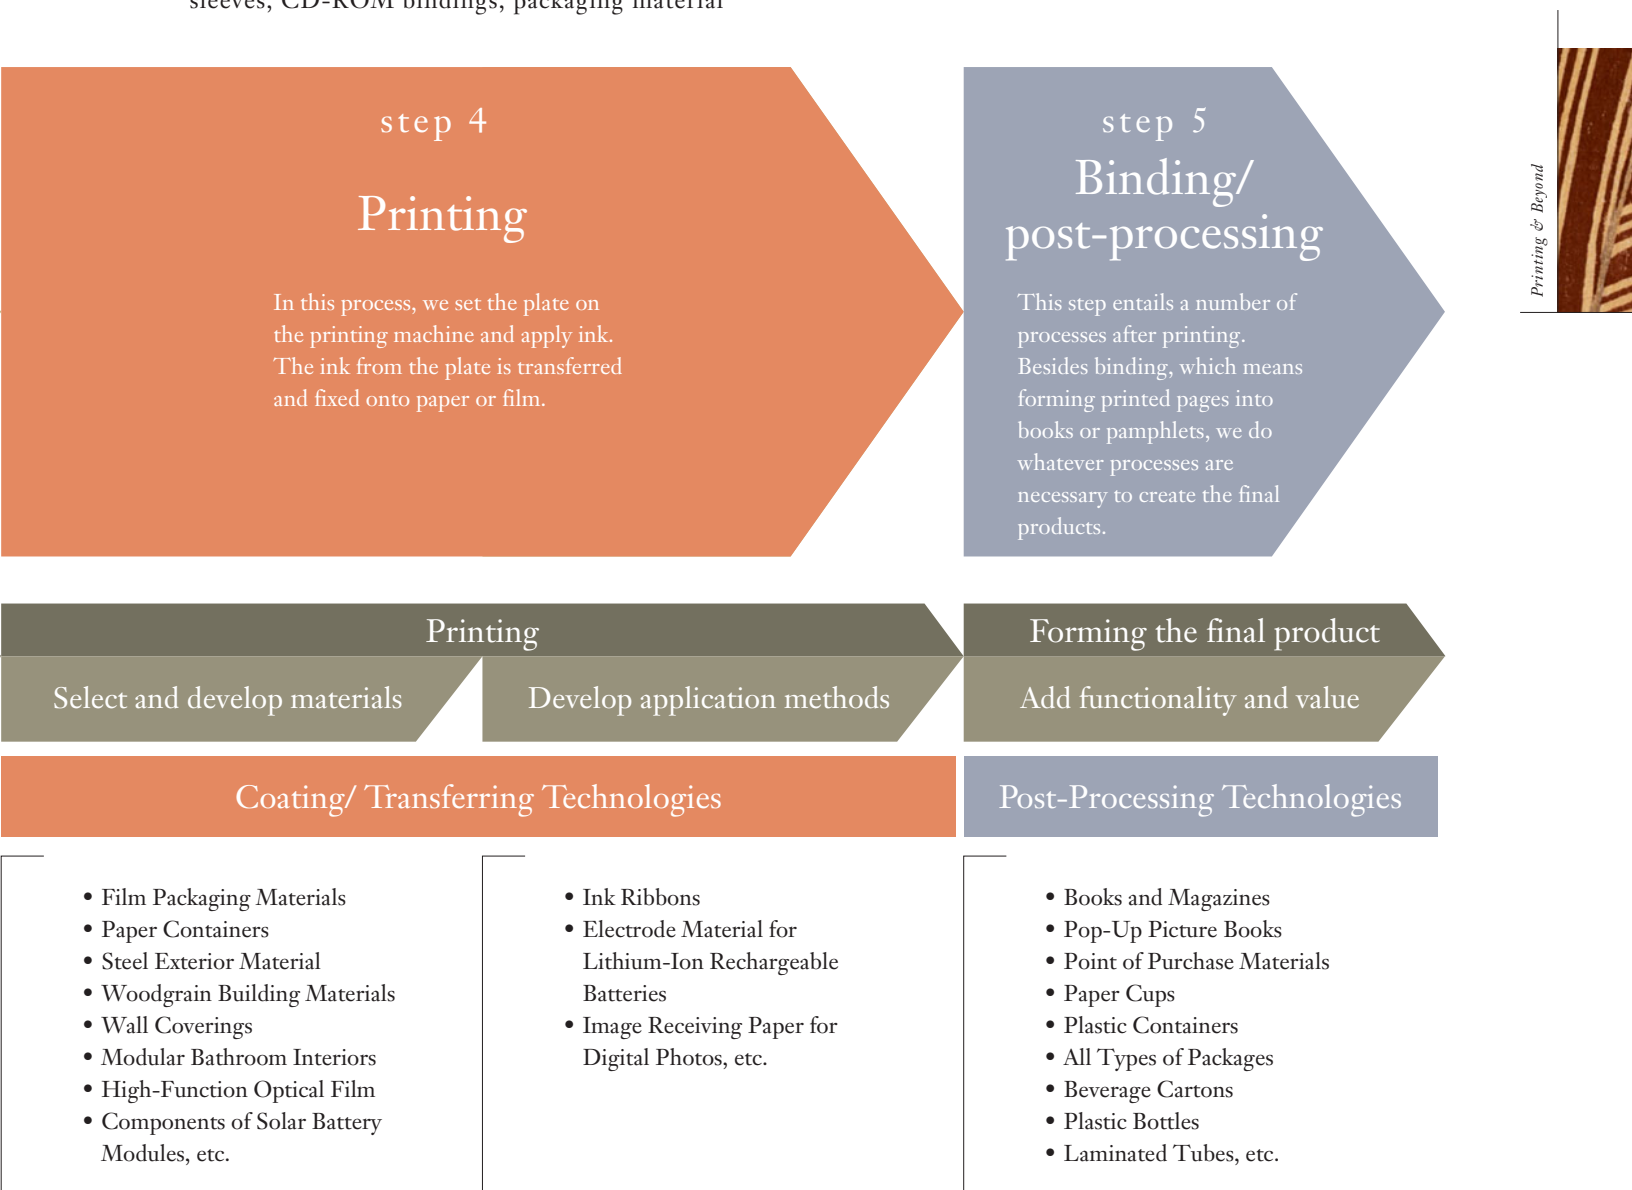 sleeves, CD-ROM bindings, packaging material
step 4
Printing
In this process, we set the plate on
the printing machine and apply ink.
The ink from the plate is transferred
and fixed onto paper or film.
step 5
Binding/
post-processing
This step entails a number of
processes after printing.
Besides binding, which means
forming printed pages into
books or pamphlets, we do
whatever processes are
necessary to create the final
products.
Printing & Beyond
Printing
Forming the final product
Select and develop materials
Develop application methods
Add functionality and value
Coating/ Transferring Technologies
Post-Processing Technologies
• Film Packaging Materials
• Paper Containers
• Steel Exterior Material
• Woodgrain Building Materials
• Wall Coverings
• Modular Bathroom Interiors
• High-Function Optical Film
• Components of Solar Battery
Modules, etc.
• Ink Ribbons
• Electrode Material for
Lithium-Ion Rechargeable
Batteries
• Image Receiving Paper for
Digital Photos, etc.
• Books and Magazines
• Pop-Up Picture Books
• Point of Purchase Materials
• Paper Cups
• Plastic Containers
• All Types of Packages
• Beverage Cartons
• Plastic Bottles
• Laminated Tubes, etc.